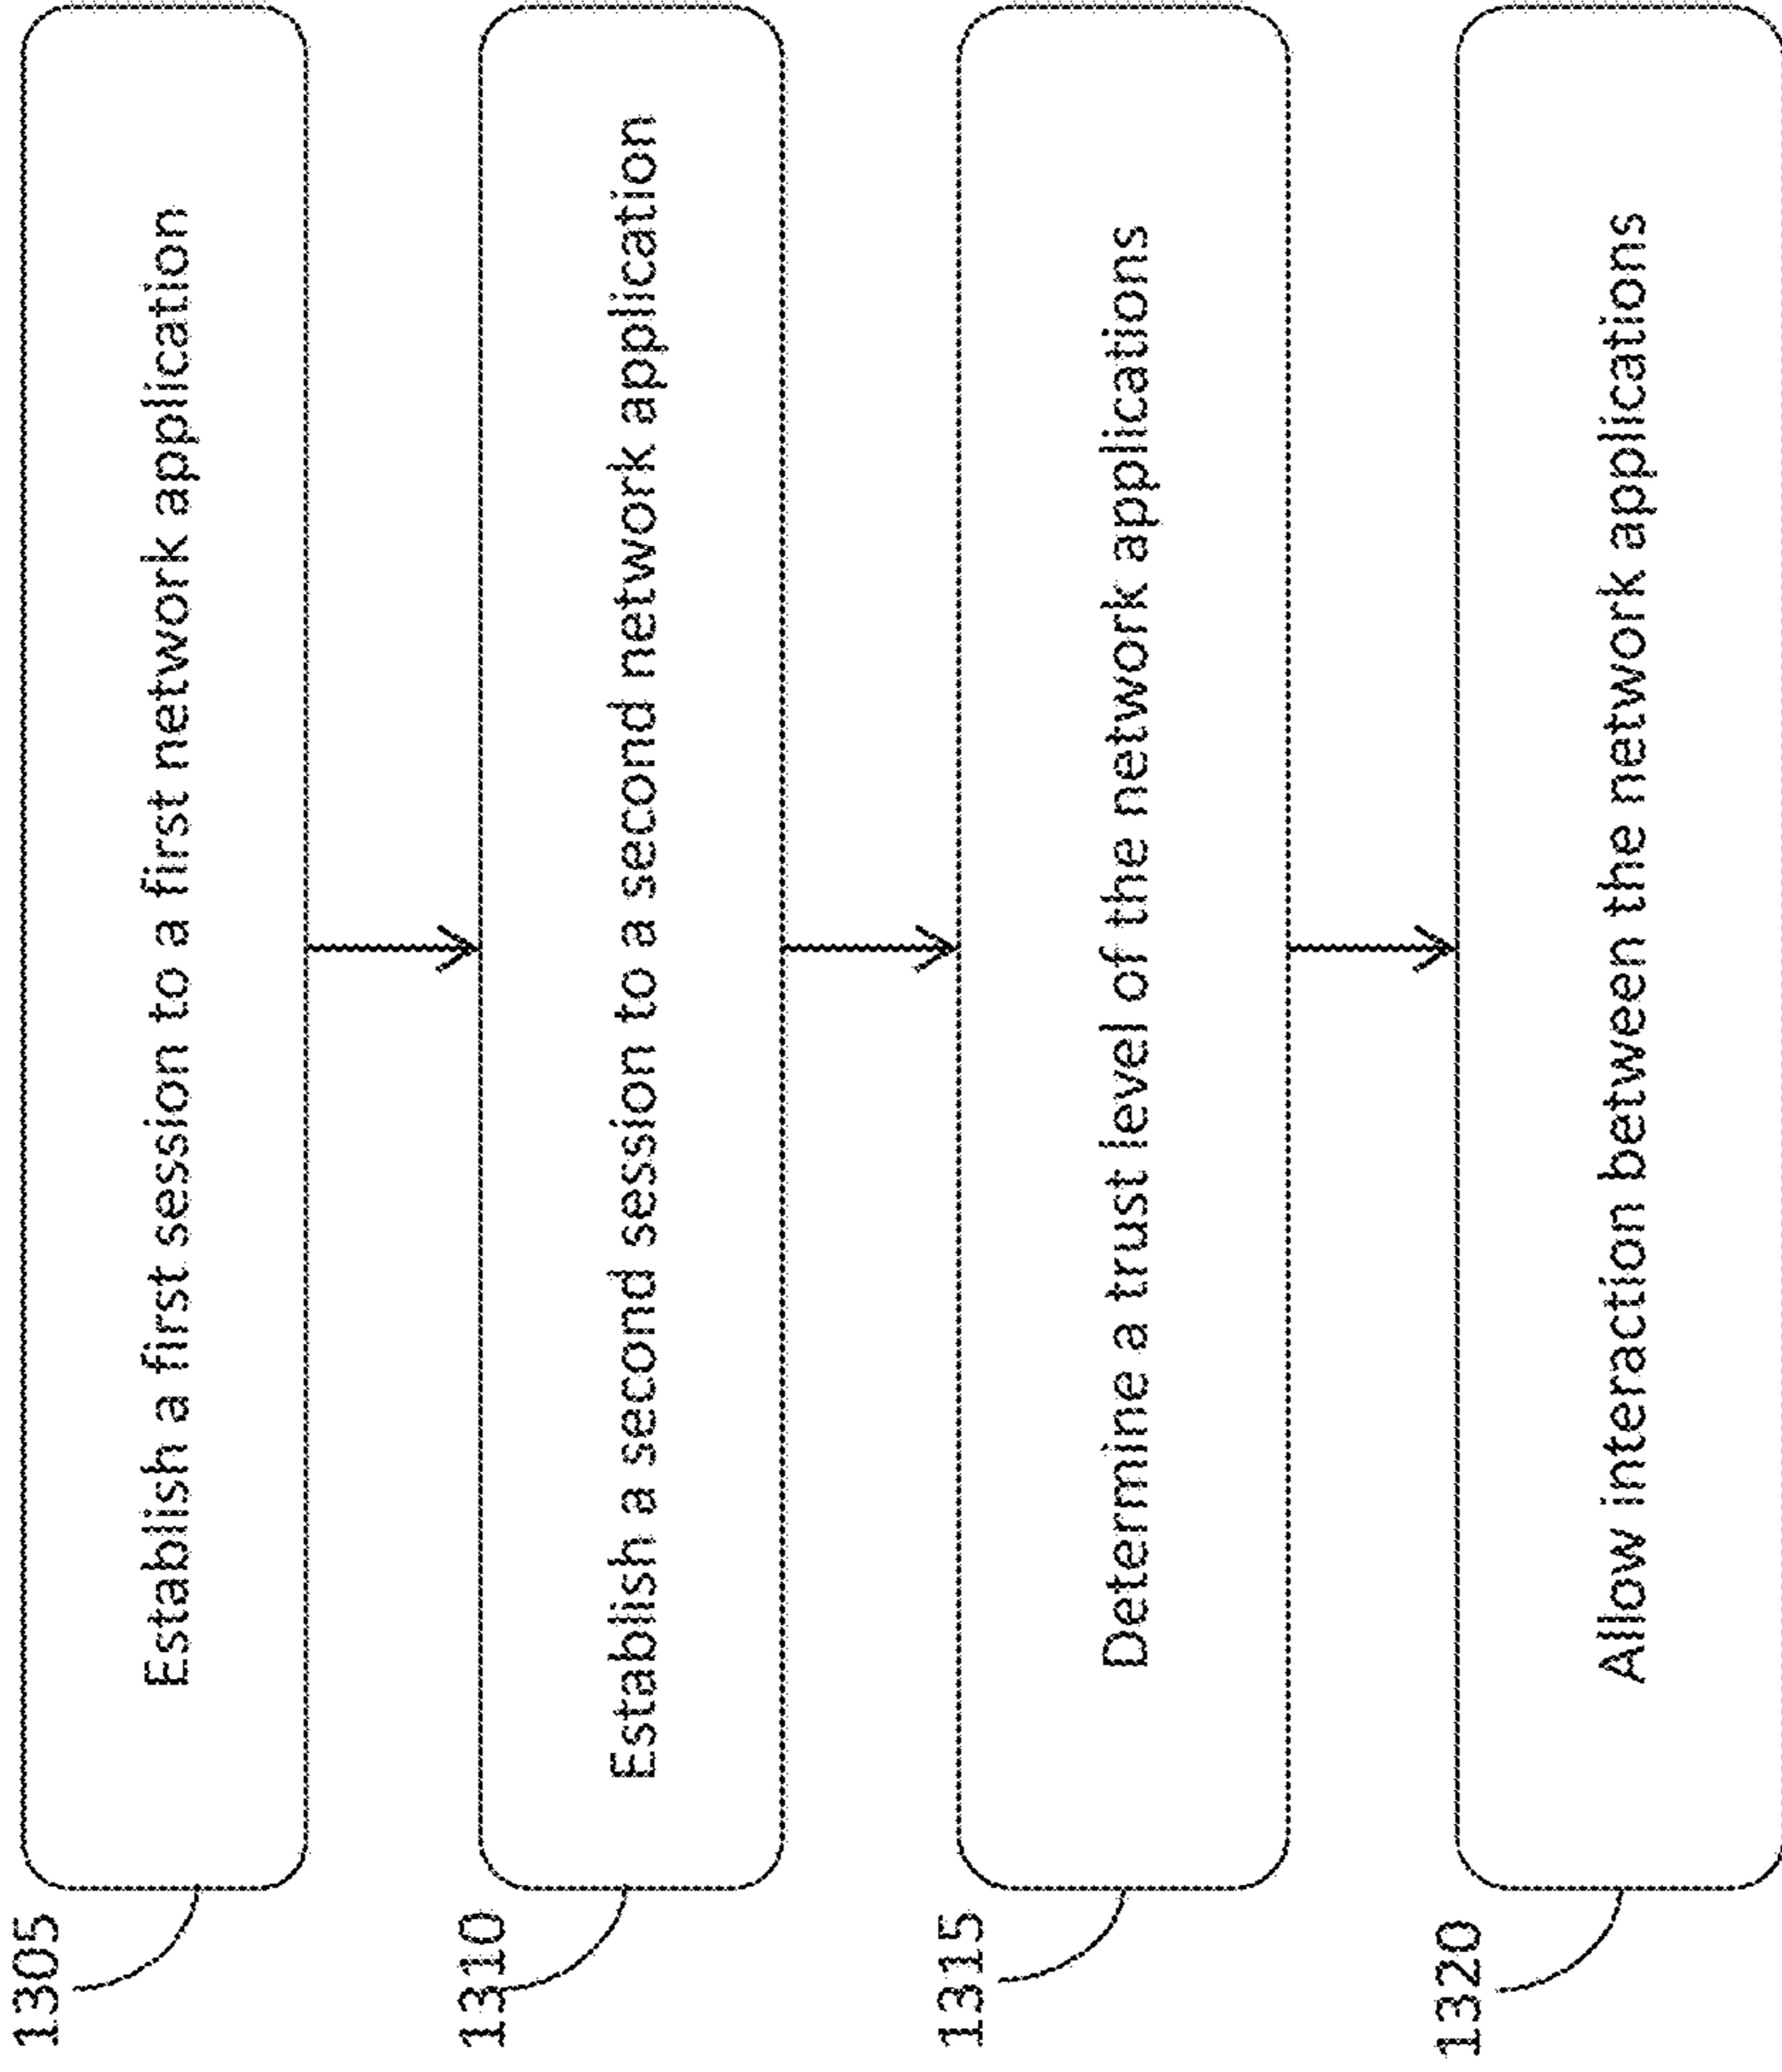 1305
Establish a first session to a first network application
1310
Establish a second session to a second network application
1315
Determine a trust level of the network applications
1320
Allow interaction between the network applications